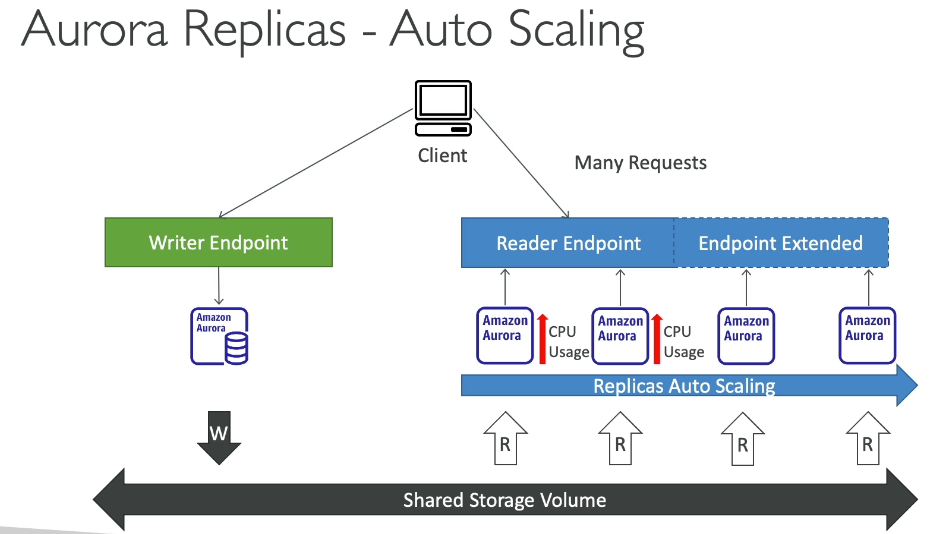 Aurora Replicas - Auto Scaling
Client
Many Requests
Writer Endpoint
Reader Endpoint
Endpoint Extended
Amazon
Aurora
Amazon
Aurora
CPU
Usage
Amazon
Aurora
CPU
Usage
Amazon
Aurora
Amazon
Aurora
Replicas Auto Scaling
W
R
R
R
R
Shared Storage Volume